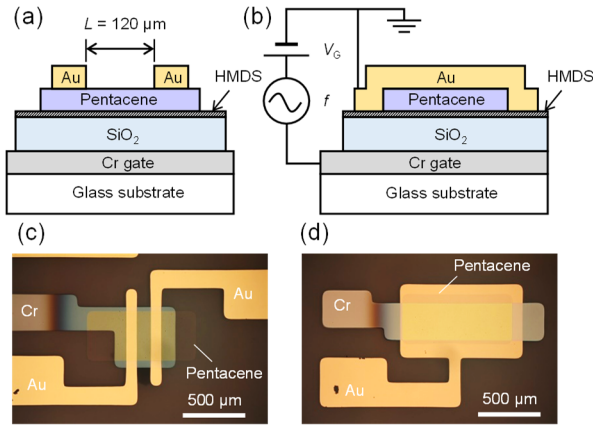 (a)
L = 120 μm
Au
Au
HMDS
Pentacene
SiO2
Cr gate
Glass substrate
(b)
VG
f
Au
HMDS
Pentacene
SiO2
Cr gate
Glass substrate
(c)
Cr
Au
Au
Pentacene
500 μm
(d)
Pentacene
Cr
Au
500 μm